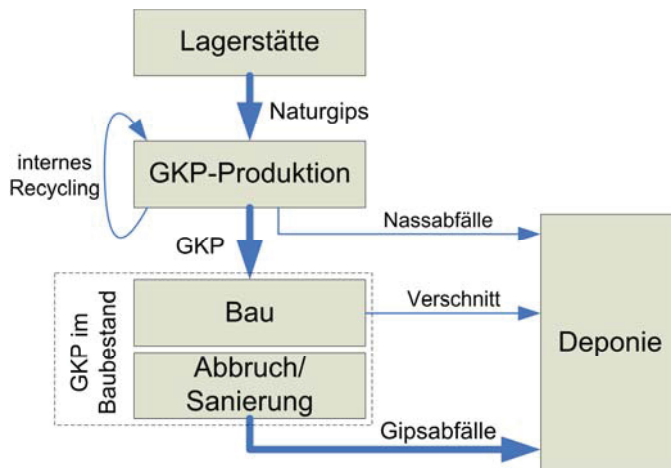 Lagerstätte
Naturgips
internes
Recycling
GKP-Produktion
Nassabfälle
GKP
GKP im
Baubestand
Bau
Verschnitt
Deponie
Abbruch/
Sanierung
Gipsabfälle